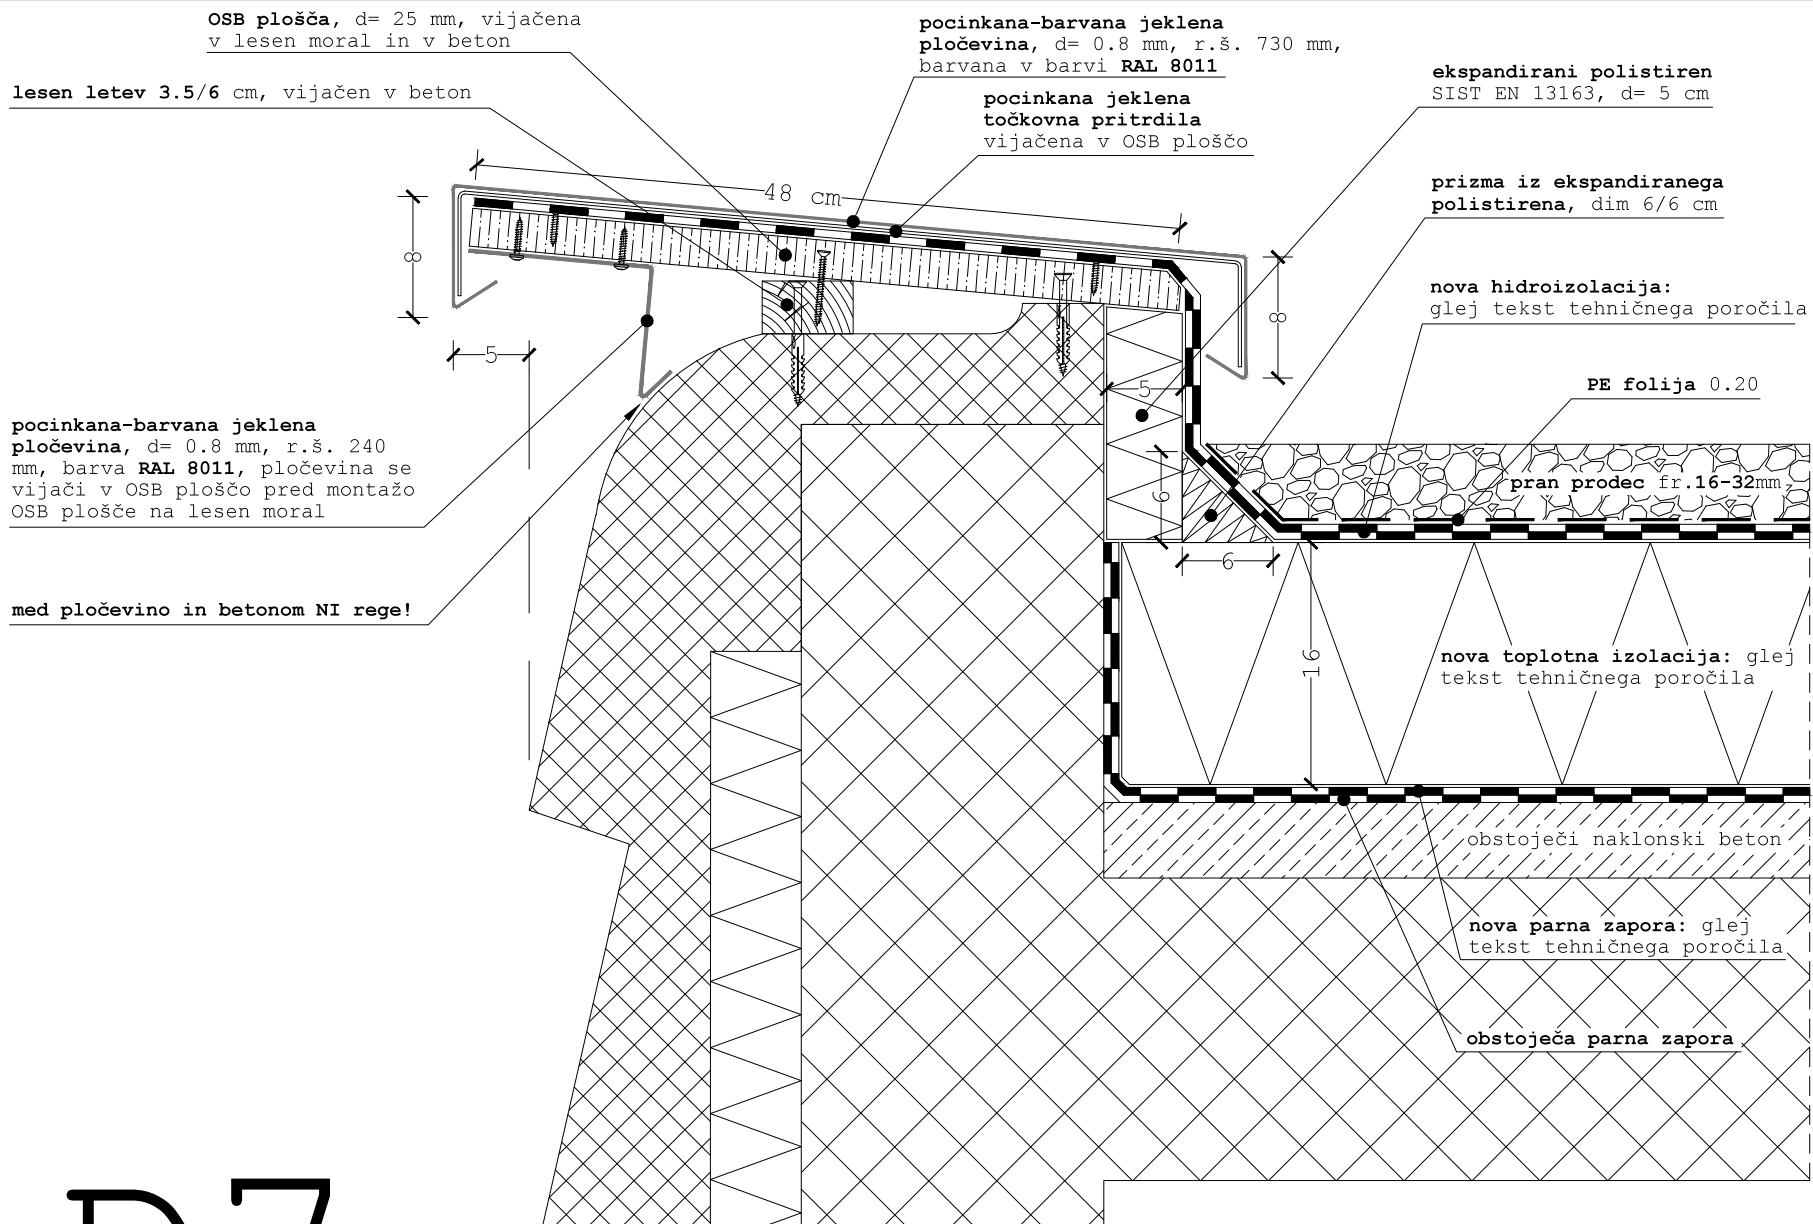 OSB plošča, d= 25 mm, vijačena
v lesen moral in v beton
lesen letev 3.5/6 cm, vijačen v beton
pocinkana-barvana jeklena
pločevina, d= 0.8 mm, r.š. 730 mm,
barvana v barvi RAL 8011
pocinkana jeklena
točkovna pritrdila
vijačena v OSB ploščo
ekspandirani polistiren
SIST EN 13163, d= 5 cm
prizma iz ekspandiranega
polistirena, dim 6/6 cm
nova hidroizolacija:
glej tekst tehničnega poročila
PE folija 0.20
48 cm
8
5
8
5
6
6
16
pran prodec fr.16-32mm
pocinkana-barvana jeklena
pločevina, d= 0.8 mm, r.š. 240
mm, barva RAL 8011, pločevina se
vijači v OSB ploščo pred montažo
OSB plošče na lesen moral
med pločevino in betonom NI rege!
nova toplotna izolacija: glej
tekst tehničnega poročila
obstoječi naklonski beton
nova parna zapora: glej
tekst tehničnega poročila
obstoječa parna zapora